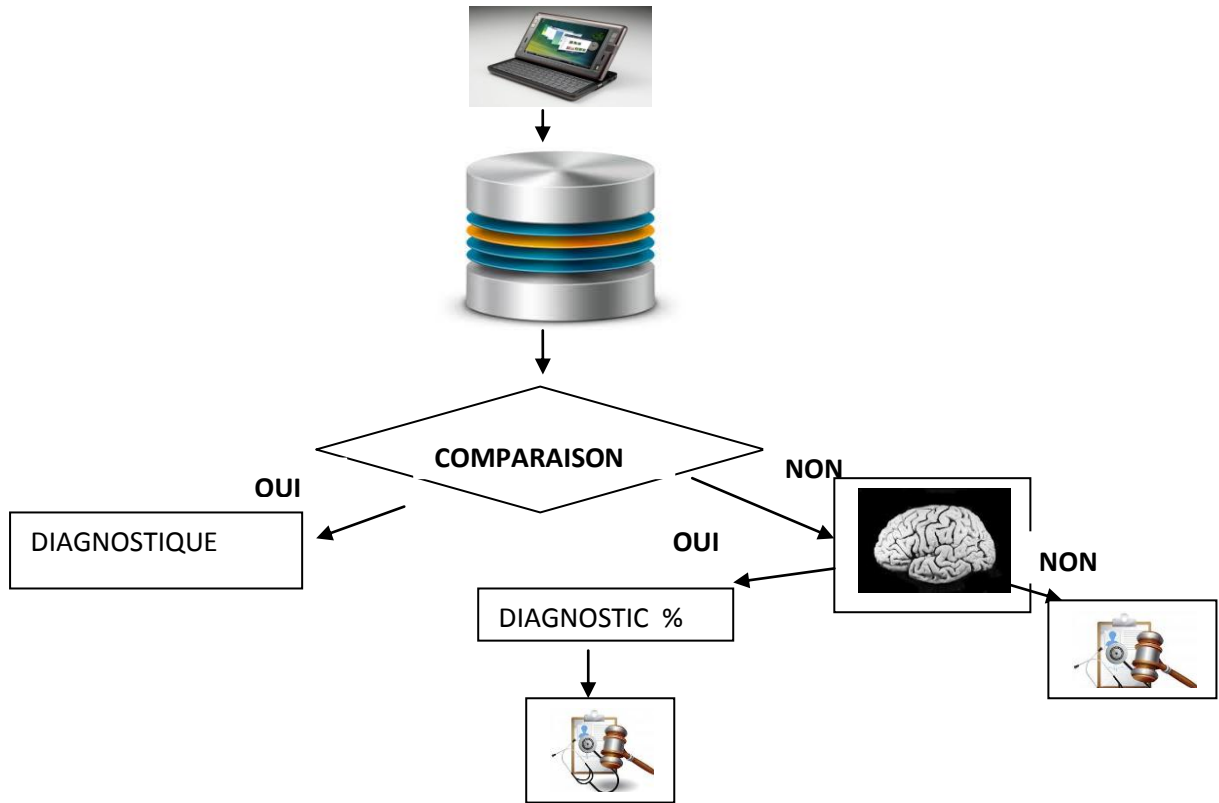 COMPARAISON
OUI
NON
DIAGNOSTIQUE
OUI
NON
DIAGNOSTIC %